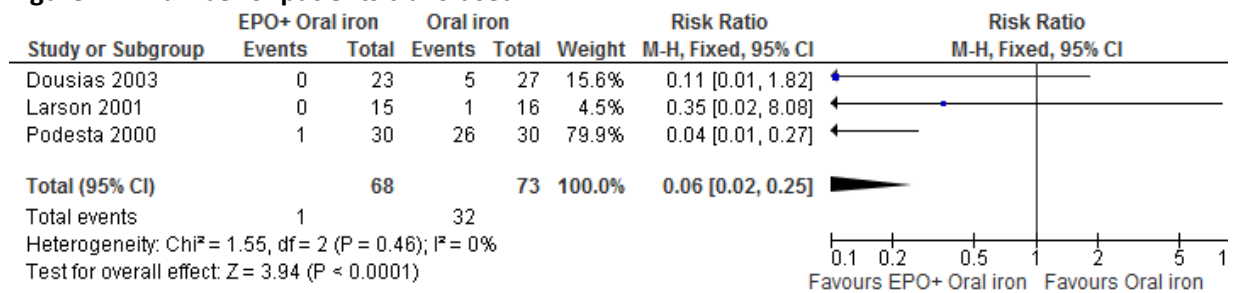 EPO+ Oral iron Oral iron Risk Ratio Risk Ratio
Study or Subgroup Events Total Events Total Weight M-H, Fixed, 95% CI M-H, Fixed, 95% CI
Dousias 2003 0 23 5 27 15.6% 0.11 [0.01, 1.82]
Larson 2001 0 15 1 16 4.5% 0.35 [0.02, 8.08]
Podesta 2000 1 30 26 30 79.9% 0.04 [0.01, 0.27]
Total (95% CI) 68 73 100.0% 0.06 [0.02, 0.25]
Total events 1 32
Heterogeneity: Chi² = 1.55, df = 2 (P = 0.46); I² = 0%
Test for overall effect: Z = 3.94 (P < 0.0001)
0.1 0.2 0.5 1 2 5 1
Favours EPO+ Oral iron Favours Oral iron